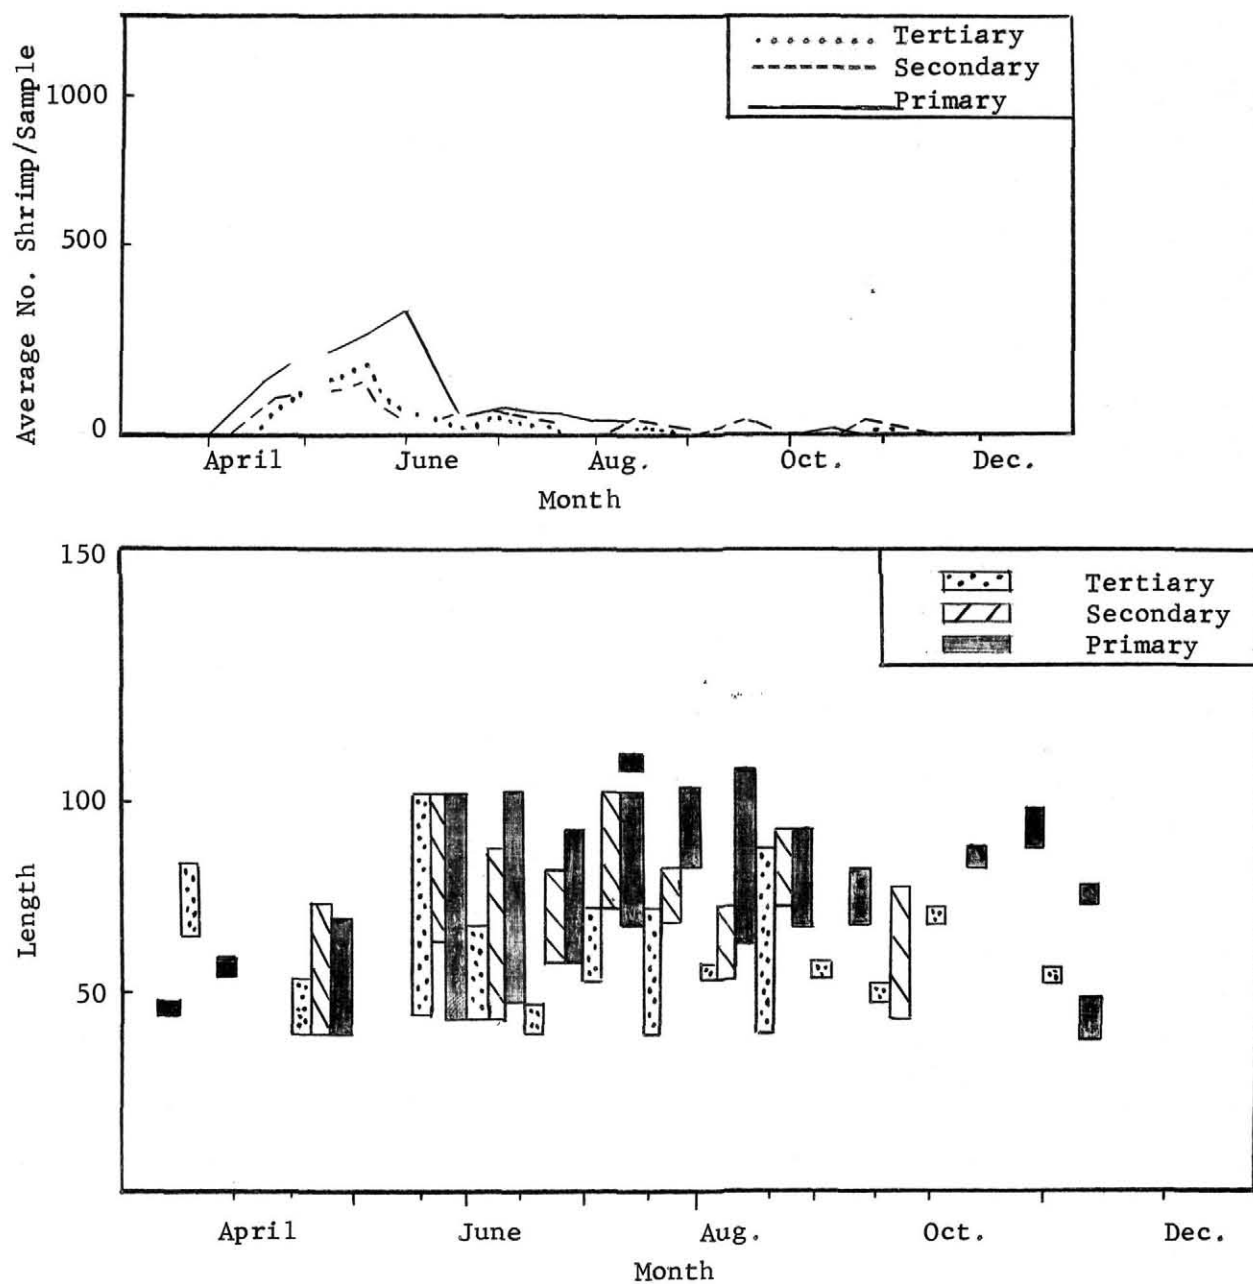 Tertiary
Secondary
Primary
Average No. Shrimp/Sample
1000
500
0
April June Aug. Oct. Dec.
Month
150
Tertiary
Secondary
Primary
100
Length
50
April June Aug. Oct. Dec.
Month